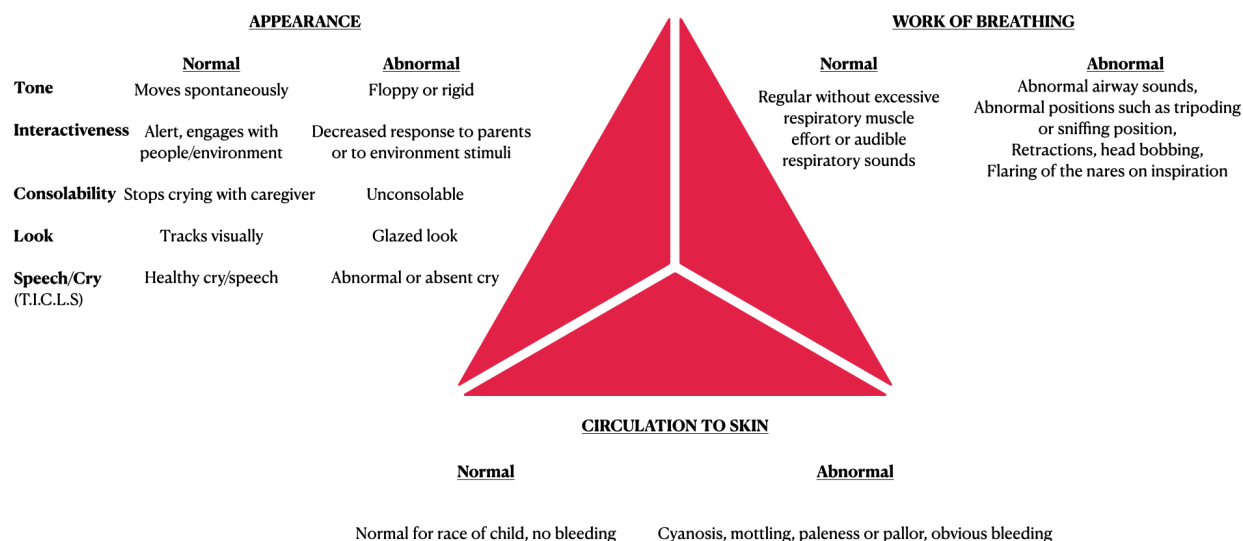 APPEARANCE
Normal Abnormal
Tone Moves spontaneously Floppy or rigid
Interactiveness Alert, engages with Decreased response to parents
people/environment or to environment stimuli
Consolability Stops crying with caregiver Unconsolable
Look Tracks visually Glazed look
Speech/Cry Healthy cry/speech Abnormal or absent cry
(T.I.C.L.S)
WORK OF BREATHING
Normal
Regular without excessive
respiratory muscle
effort or audible
respiratory sounds
Abnormal
Abnormal airway sounds,
Abnormal positions such as tripoding
or sniffing position,
Retractions, head bobbing,
Flaring of the nares on inspiration
CIRCULATION TO SKIN
Normal Abnormal
Normal for race of child, no bleeding Cyanosis, mottling, paleness or pallor, obvious bleeding